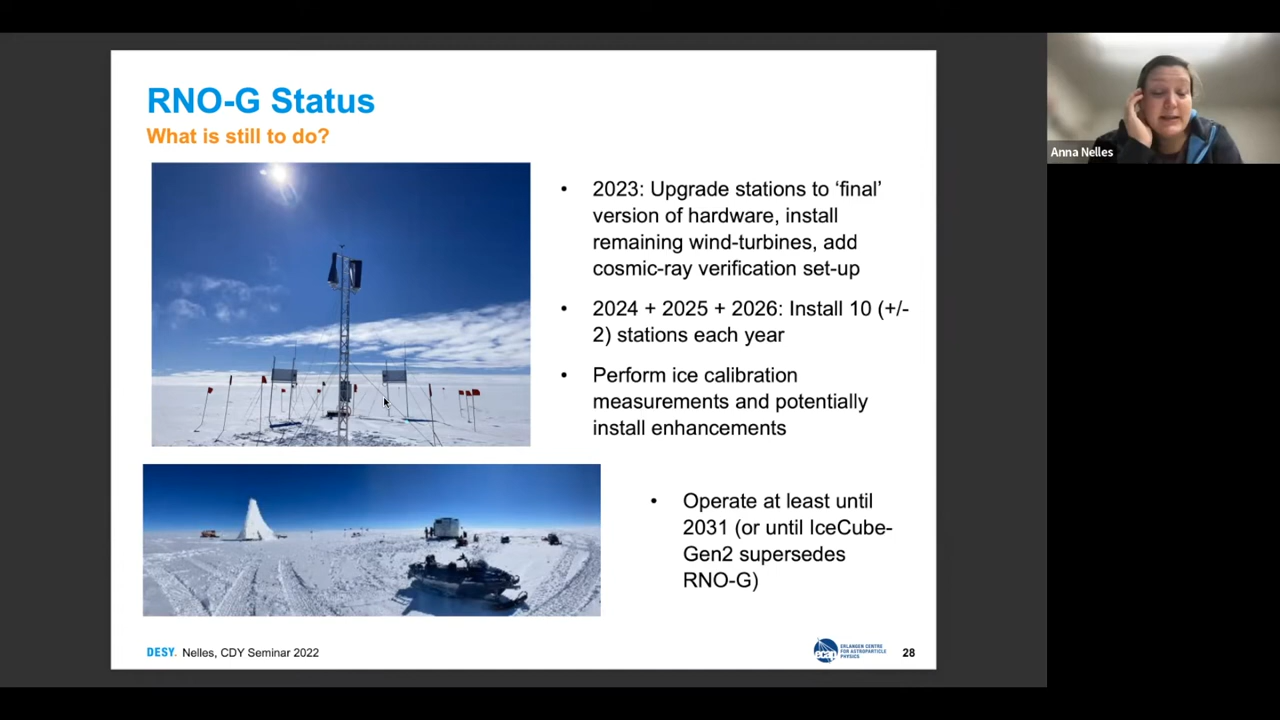 RNO-G Status
What is still to do?
• 2023: Upgrade stations to ‘final’
version of hardware, install
remaining wind-turbines, add
cosmic-ray verification set-up
• 2024 + 2025 + 2026: Install 10 (+/-
2) stations each year
• Perform ice calibration
measurements and potentially
install enhancements
• Operate at least until
2031 (or until IceCube-
Gen2 supersedes
RNO-G)
DESY. Nelles, CDY Seminar 2022
ecap
ERLANGEN CENTRE
FOR ASTROPARTICLE
PHYSICS
28
Anna Nelles